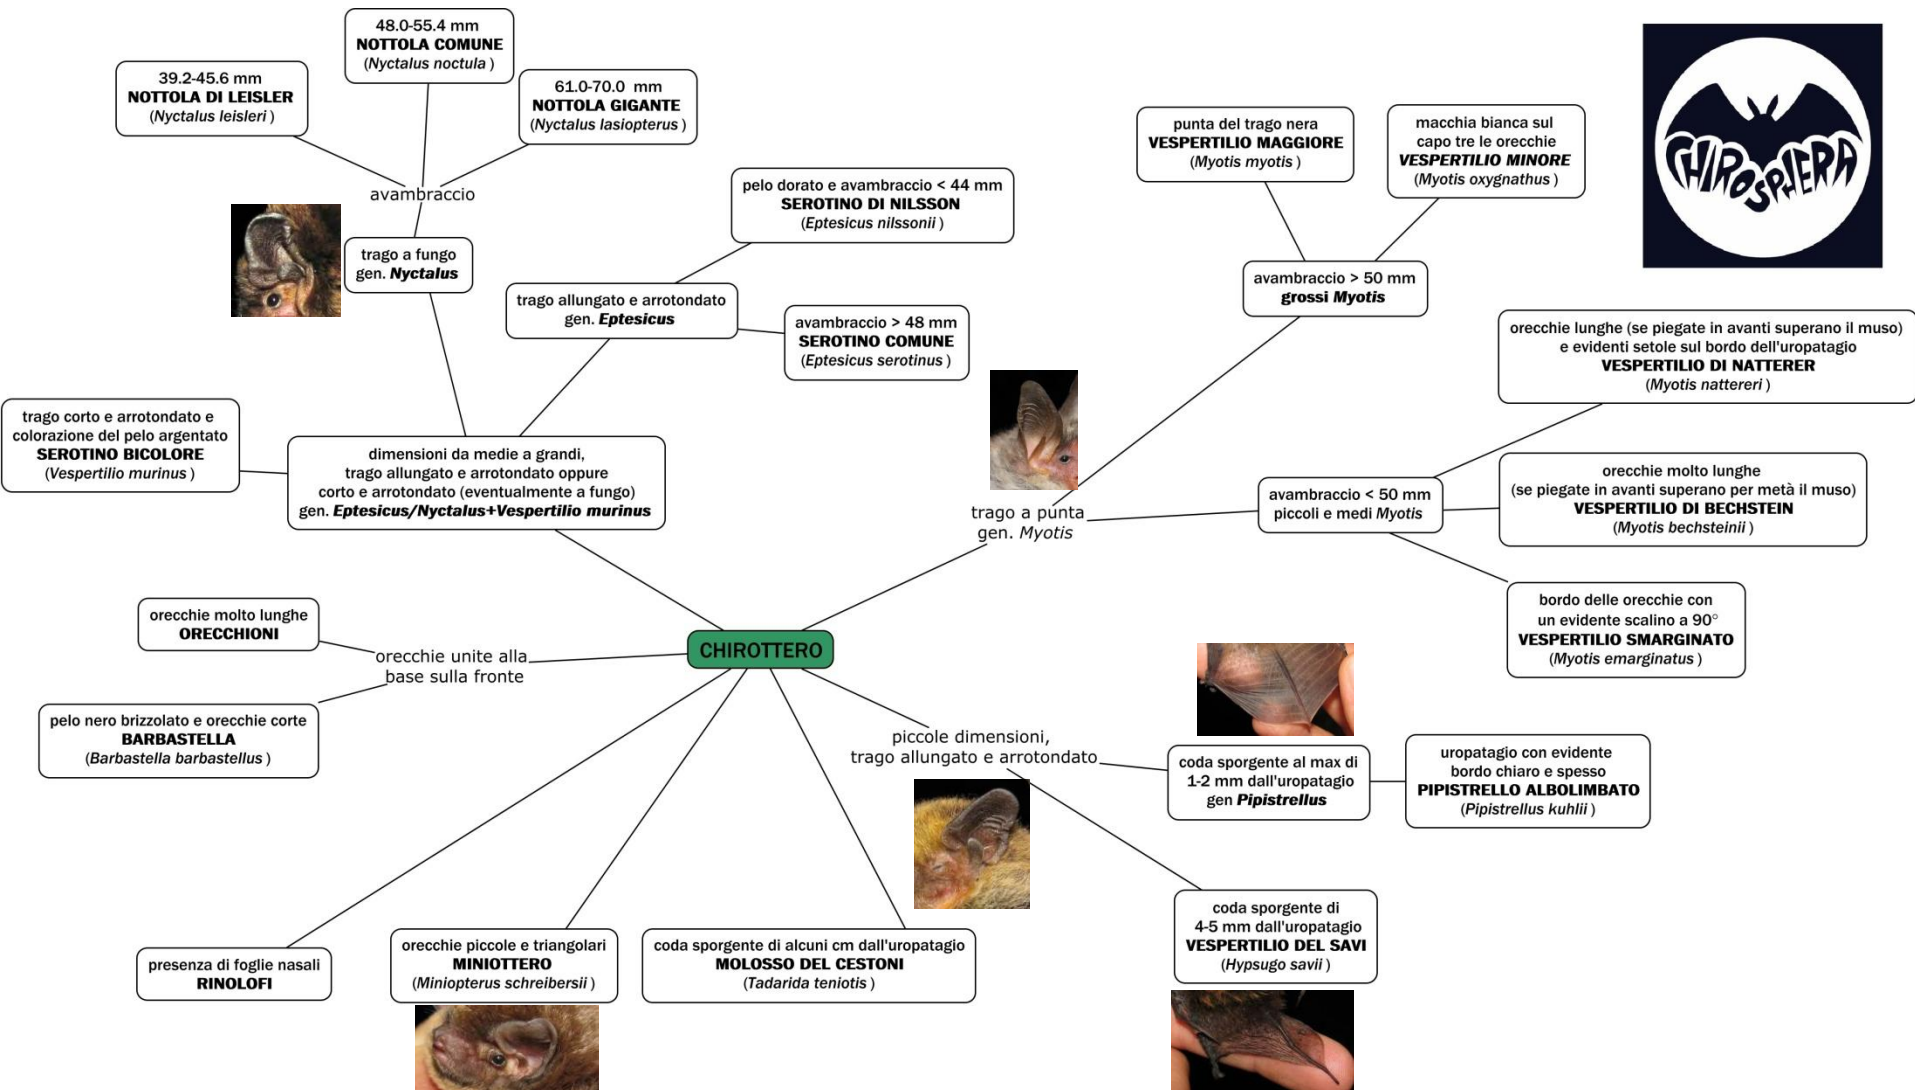 48.0-55.4 mm
NOTTOLA COMUNE
(Nyctalus noctula )
39.2-45.6 mm
NOTTOLA DI LEISLER
(Nyctalus leisleri )
61.0-70.0 mm
NOTTOLA GIGANTE
(Nyctalus lasiopterus )
avambraccio
trago a fungo
gen. Nyctalus
pelo dorato e avambraccio < 44 mm
SEROTINO DI NILSSON
(Eptesicus nilssonii )
trago allungato e arrotondato
gen. Eptesicus
avambraccio > 48 mm
SEROTINO COMUNE
(Eptesicus serotinus )
trago corto e arrotondato e
colorazione del pelo argentato
SEROTINO BICOLORE
(Vespertilio murinus )
dimensioni da medie a grandi,
trago allungato e arrotondato oppure
corto e arrotondato (eventualmente a fungo)
gen. Eptesicus/Nyctalus+Vespertilio murinus
punta del trago nera
VESPERTILIO MAGGIORE
(Myotis myotis )
macchia bianca sul
capo tre le orecchie
VESPERTILIO MINORE
(Myotis oxygnathus )
CHIROSPHERA
avambraccio > 50 mm
grossi Myotis
orecchie lunghe (se piegate in avanti superano il muso)
e evidenti setole sul bordo dell'uropatagio
VESPERTILIO DI NATTERER
(Myotis nattereri )
trago a punta
gen. Myotis
avambraccio < 50 mm
piccoli e medi Myotis
orecchie molto lunghe
(se piegate in avanti superano per metà il muso)
VESPERTILIO DI BECHSTEIN
(Myotis bechsteinii )
bordo delle orecchie con
un evidente scalino a 90°
VESPERTILIO SMARGINATO
(Myotis emarginatus )
CHIROTTERO
orecchie molto lunghe
ORECCHIONI
orecchie unite alla
base sulla fronte
pelo nero brizzolato e orecchie corte
BARBASTELLA
(Barbastella barbastellus )
piccole dimensioni,
trago allungato e arrotondato
coda sporgente al max di
1-2 mm dall'uropatagio
gen Pipistrellus
uropatagio con evidente
bordo chiaro e spesso
PIPISTRELLO ALBOLIMBATO
(Pipistrellus kuhlii )
coda sporgente di
4-5 mm dall'uropatagio
VESPERTILIO DEL SAVI
(Hypsugo savii )
presenza di foglie nasali
RINOLOFI
orecchie piccole e triangolari
MINIOTTERO
(Miniopterus schreibersii )
coda sporgente di alcuni cm dall'uropatagio
MOLOSSO DEL CESTONI
(Tadarida teniotis )